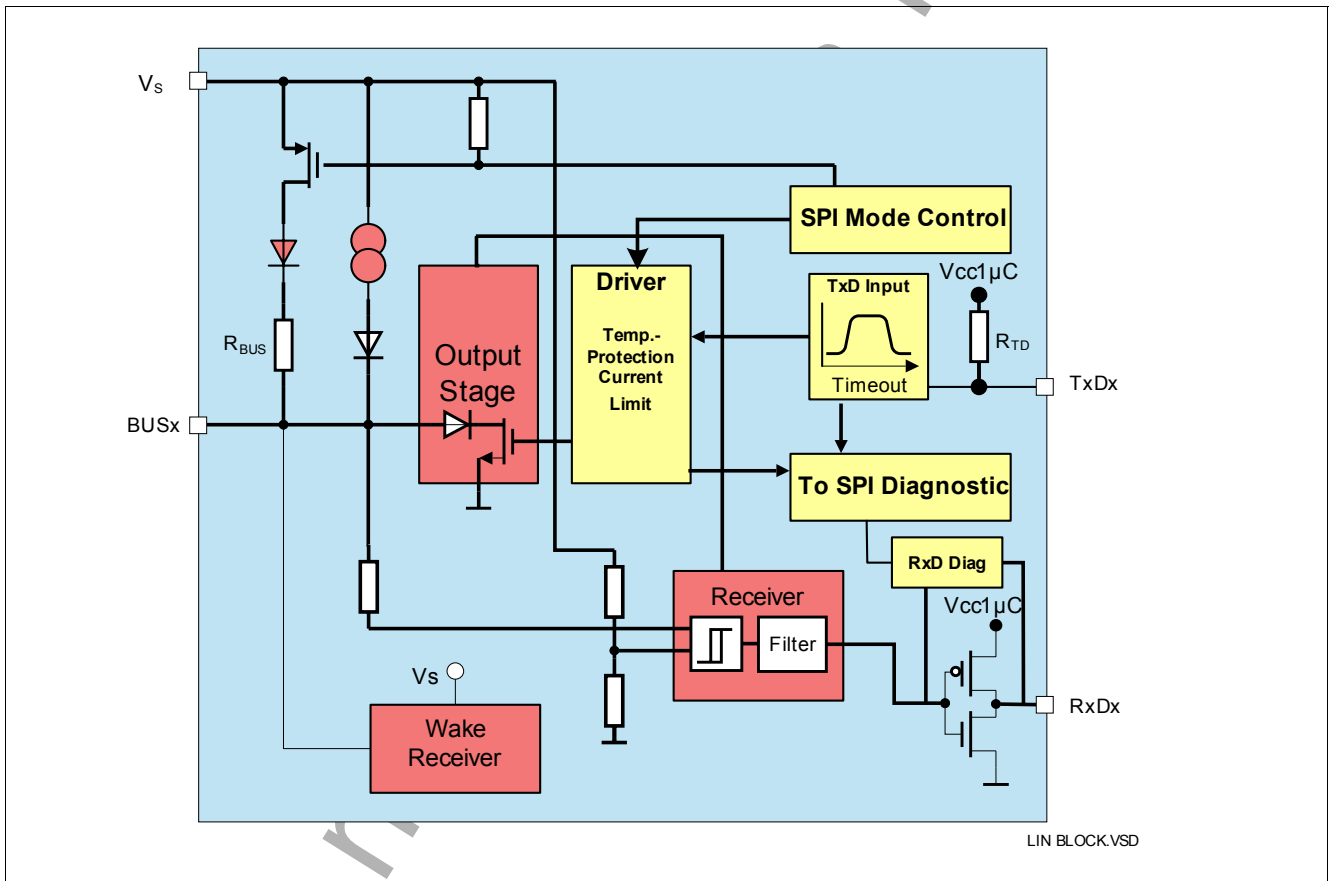 VS
SPI Mode Control
Vcc1µC
Driver
TxD Input
Temp.-
Protection
Current
Limit
RTD
RBUS
Output
Stage
Timeout
TxDx
BUSx
To SPI Diagnostic
RxD Diag
Receiver
Vcc1µC
Filter
Vs
RxDx
Wake
Receiver
LIN BLOCK.VSD